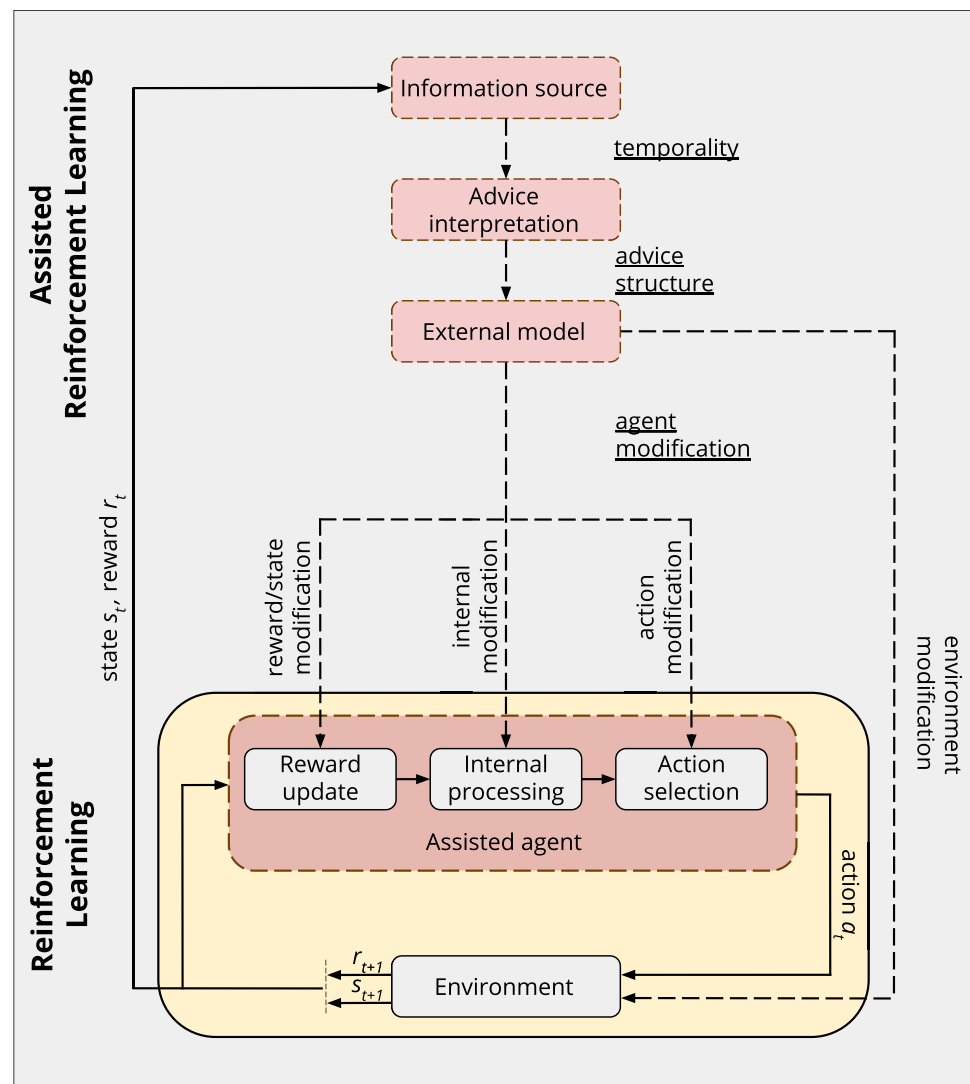 Assisted
Reinforcement Learning
Information source
temporality
Advice
interpretation
advice
structure
External model
agent
modification
state s_t, reward r_t
reward/state
modification
internal
modification
action
modification
environment
modification
Reinforcement
Learning
Reward
update
Internal
processing
Action
selection
Assisted agent
action a_t
r_{t+1}
s_{t+1}
Environment